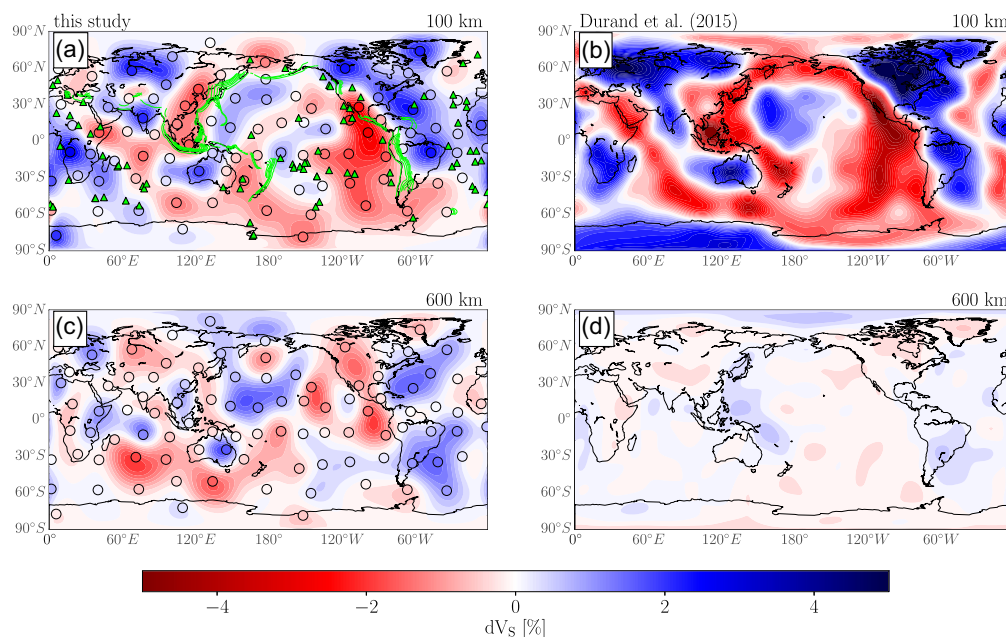 this study 100 km Durand et al. (2015) 100 km
(a) (b)
90°N 90°N
60°N 60°N
30°N 30°N
0° 0°
30°S 30°S
60°S 60°S
90°S 90°S
60°E 120°E 180° 120°W 60°W 0° 60°E 120°E 180° 120°W 60°W
600 km 600 km
(c) (d)
90°N 90°N
60°N 60°N
30°N 30°N
0° 0°
30°S 30°S
60°S 60°S
90°S 90°S
0° 60°E 120°E 180° 120°W 60°W 0° 60°E 120°E 180° 120°W 60°W
−4 −2 0 2 4
dVS [%]